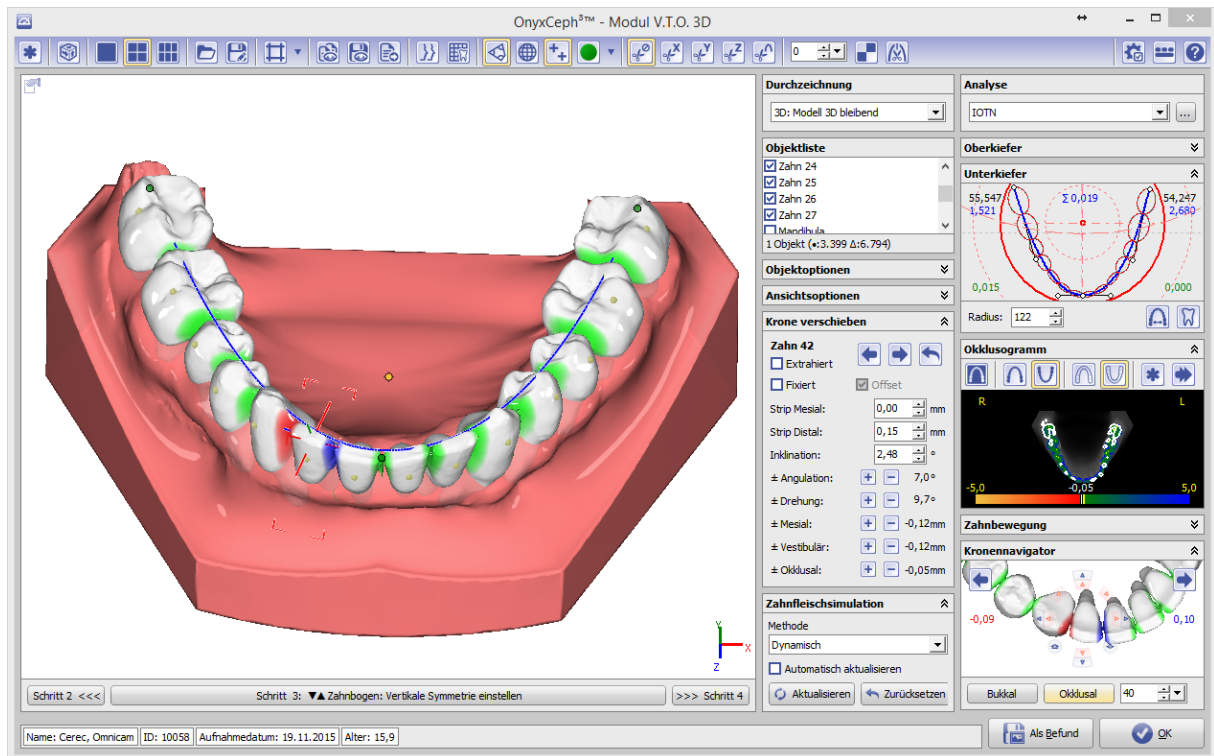 OnyxCeph³™ - Modul V.T.O. 3D
0
Durchzeichnung
3D: Modell 3D bleibend
Objektliste
Zahn 24
Zahn 25
Zahn 26
Zahn 27
Mandibula
1 Objekt (•:3.399 Δ:6.794)
Objektoptionen
Ansichtsoptionen
Krone verschieben
Zahn 42
Extrahiert
Fixiert
Offset
Strip Mesial: 0,00 mm
Strip Distal: 0,15 mm
Inklination: 2,48 °
± Angulation: + − 7,0°
± Drehung: + − 9,7°
± Mesial: + − -0,12mm
± Vestibulär: + − -0,12mm
± Okklusal: + − -0,05mm
Zahnfleischsimulation
Methode
Dynamisch
Automatisch aktualisieren
Aktualisieren Zurücksetzen
Analyse
IOTN ...
Oberkiefer
Unterkiefer
55,547 Σ 0,019 54,247
1,521 2,680
0,015 0,000
Radius: 122
Okklusogramm
R L
-5,0 -0,05 5,0
Zahnbewegung
Kronennavigator
-0,09 0,10
Bukkal Okklusal 40
Y
X
Z
Schritt 2 <<< Schritt 3: ▼▲ Zahnbogen: Vertikale Symmetrie einstellen >>> Schritt 4
Name: Cerec, Omnicam ID: 10058 Aufnahmedatum: 19.11.2015 Alter: 15,9
Als Befund OK